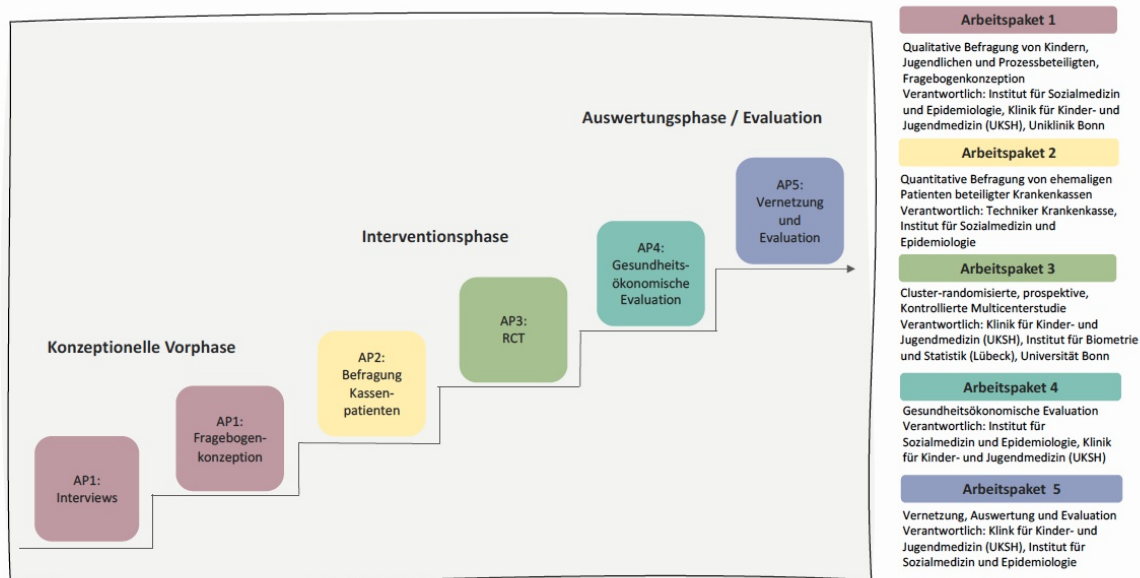 Konzeptionelle Vorphase
Interventionsphase
Auswertungsphase / Evaluation
AP1:
Interviews
AP1:
Fragebogen-
konzeption
AP2:
Befragung
Kassen-
patienten
AP3:
RCT
AP4:
Gesundheits-
ökonomische
Evaluation
AP5:
Vernetzung
und
Evaluation
Arbeitspaket 1
Qualitative Befragung von Kindern,
Jugendlichen und Prozessbeteiligten,
Fragebogenkonzeption
Verantwortlich: Institut für Sozialmedizin
und Epidemiologie, Klinik für Kinder- und
Jugendmedizin (UKSH), Uniklinik Bonn
Arbeitspaket 2
Quantitative Befragung von ehemaligen
Patienten beteiligter Krankenkassen
Verantwortlich: Techniker Krankenkasse,
Institut für Sozialmedizin und
Epidemiologie
Arbeitspaket 3
Cluster-randomisierte, prospektive,
Kontrollierte Multicenterstudie
Verantwortlich: Klinik für Kinder- und
Jugendmedizin (UKSH), Institut für Biometrie
und Statistik (Lübeck), Universität Bonn
Arbeitspaket 4
Gesundheitsökonomische Evaluation
Verantwortlich: Institut für
Sozialmedizin und Epidemiologie, Klinik
für Kinder- und Jugendmedizin (UKSH)
Arbeitspaket 5
Vernetzung, Auswertung und Evaluation
Verantwortlich: Klink für Kinder- und
Jugendmedizin (UKSH), Institut für
Sozialmedizin und Epidemiologie